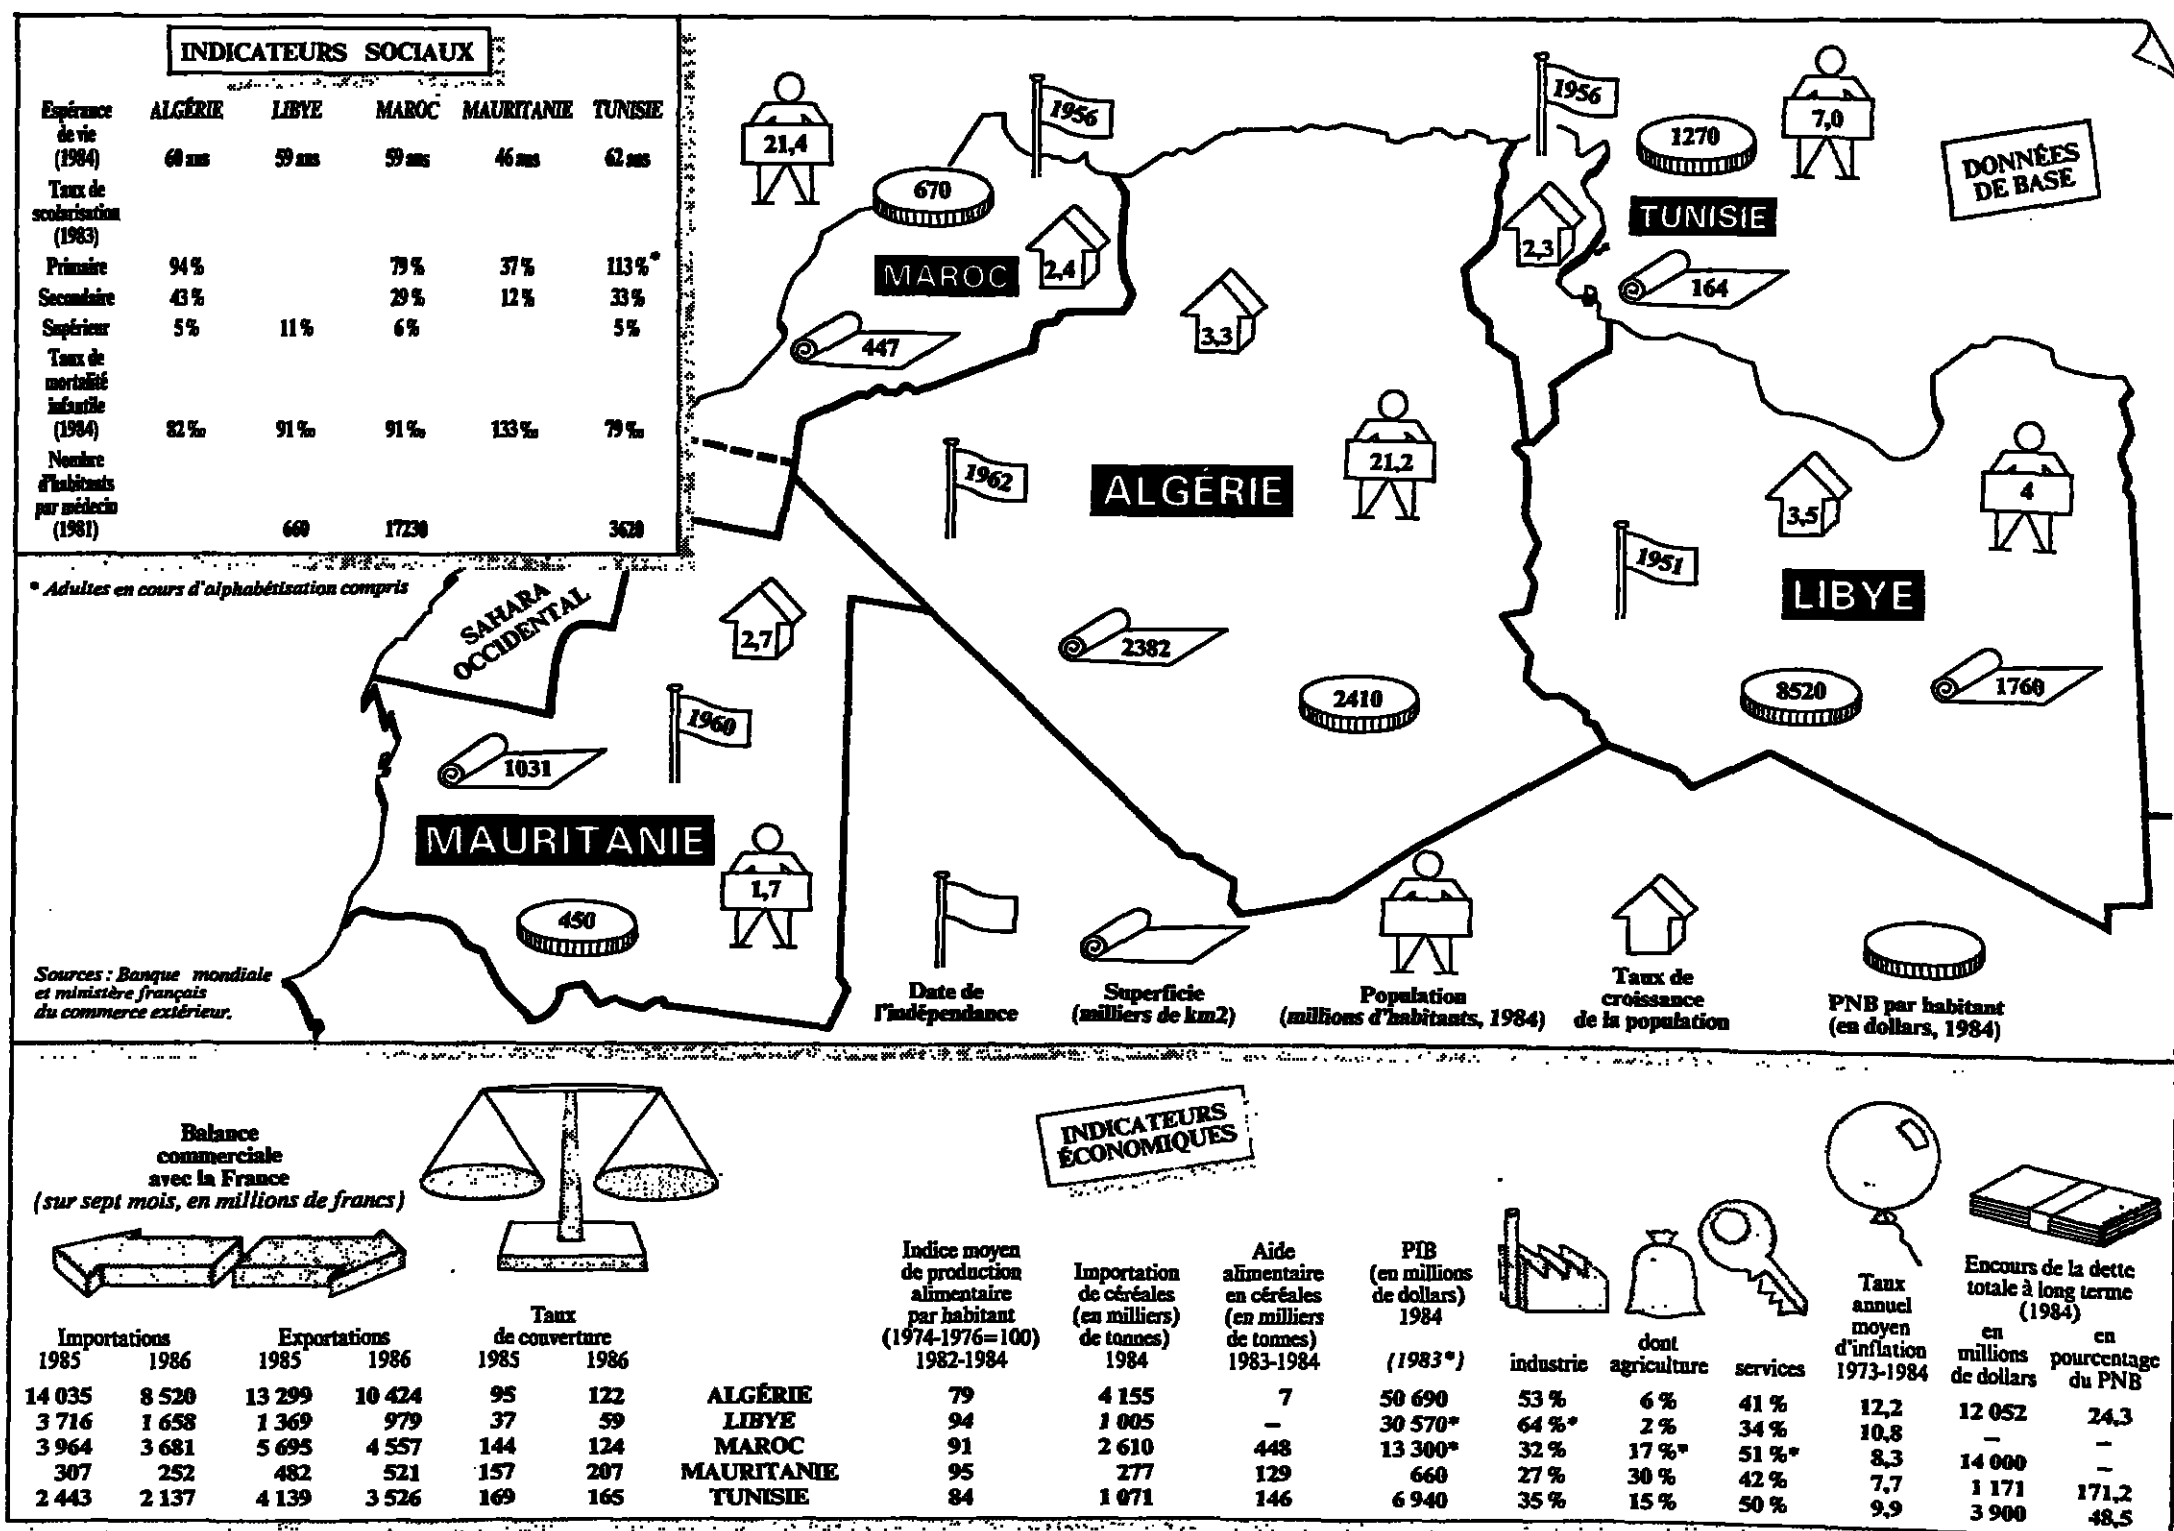 INDICATEURS SOCIAUX
Espérance de vie (1984)
ALGÉRIE LIBYE MAROC MAURITANIE TUNISIE
60 ans 59 ans 59 ans 46 ans 62 ans
Taux de
scolarisation
(1983)
Primaire 94 % 79 % 37 % 113 %*
Secondaire 43 % 29 % 12 % 33 %
Supérieur 5 % 11 % 6 % 5 %
Taux de
mortalité
infantile
(1984) 82 ‰ 91 ‰ 91 ‰ 133 ‰ 79 ‰
Nombre
d'habitants
par médecin
(1981) 660 17230 3620
* Adultes en cours d'alphabétisation compris
DONNÉES
DE BASE
21,4
1956
670
2,4
MAROC
447
1956
1270
7,0
2,3
TUNISIE
164
3,3
1962
ALGÉRIE
21,2
2382
2410
3,5
4
1951
LIBYE
8520
1760
SAHARA
OCCIDENTAL
2,7
1960
1031
MAURITANIE
1,7
450
Sources : Banque mondiale
et ministère français
du commerce extérieur.
Date de
l'indépendance
Superficie
(milliers de km2)
Population
(millions d'habitants, 1984)
Taux de
croissance
de la population
PNB par habitant
(en dollars, 1984)
INDICATEURS
ÉCONOMIQUES
Balance
commerciale
avec la France
(sur sept mois, en millions de francs)
Importations
1985 1986
Exportations
1985 1986
Taux
de couverture
1985 1986
Indice moyen
de production
alimentaire
par habitant
(1974-1976=100)
1982-1984
Importation
de céréales
(en milliers)
de tonnes)
1984
Aide
alimentaire
en céréales
(en milliers
de tonnes)
1983-1984
PIB
(en millions
de dollars)
1984
(1983*)
dont
industrie agriculture services
Taux
annuel
moyen
d'inflation
1973-1984
Encours de la dette
totale à long terme
(1984)
en
millions
de dollars
en
pourcentage
du PNB
14 035 8 520 13 299 10 424 95 122 ALGÉRIE 79 4 155 7 50 690 53 % 6 % 41 % 12,2 12 052 24,3
3 716 1 658 1 369 979 37 59 LIBYE 94 1 005 – 30 570* 64 %* 2 % 34 % 10,8 – –
3 964 3 681 5 695 4 557 144 124 MAROC 91 2 610 448 13 300* 32 % 17 %* 51 %* 8,3 14 000 –
307 252 482 521 157 207 MAURITANIE 95 277 129 660 27 % 30 % 42 % 7,7 1 171 171,2
2 443 2 137 4 139 3 526 169 165 TUNISIE 84 1 071 146 6 940 35 % 15 % 50 % 9,9 3 900 48,5